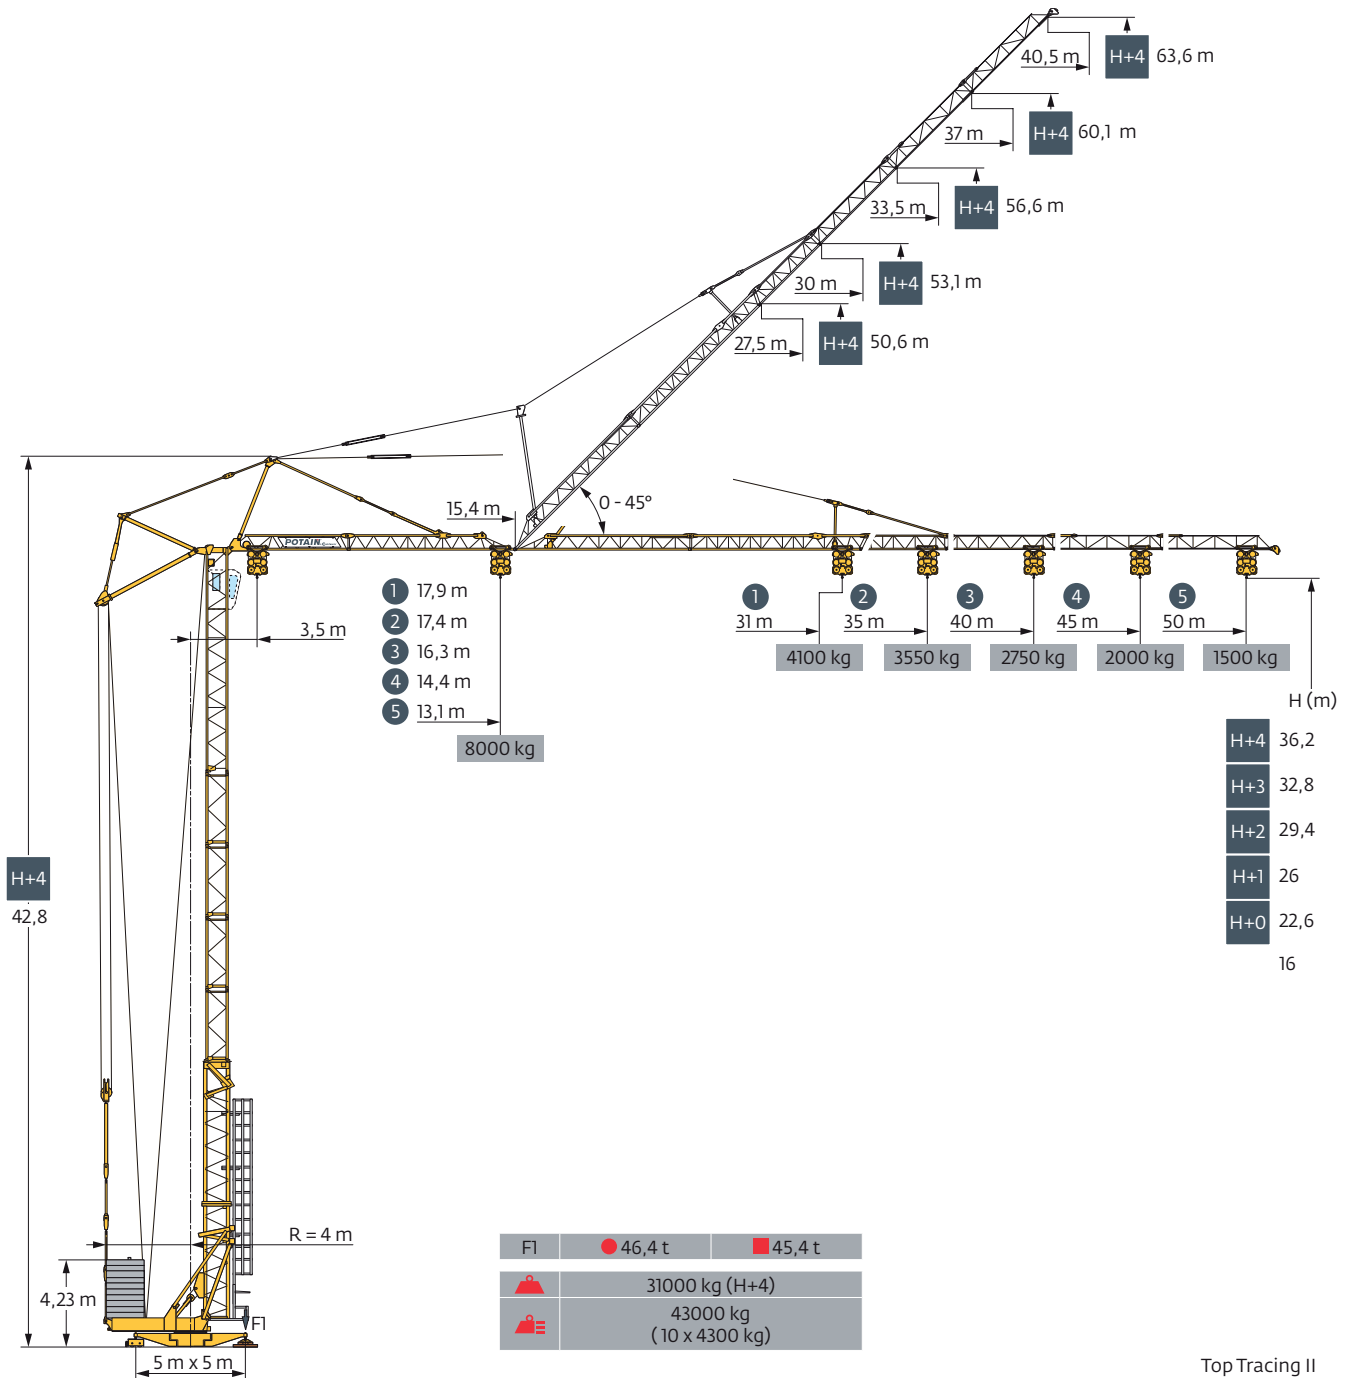 40,5 m H+4 63,6 m
37 m H+4 60,1 m
33,5 m H+4 56,6 m
30 m H+4 53,1 m
27,5 m H+4 50,6 m
15,4 m 0 - 45°
POTAIN
1 17,9 m
2 17,4 m
3 16,3 m
4 14,4 m
5 13,1 m
8000 kg
3,5 m
1 2 3 4 5
31 m 35 m 40 m 45 m 50 m
4100 kg 3550 kg 2750 kg 2000 kg 1500 kg
H (m)
H+4 36,2
H+3 32,8
H+2 29,4
H+1 26
H+0 22,6
16
H+4
42,8
R = 4 m
4,23 m
F1
5 m x 5 m
F1 46,4 t 45,4 t
31000 kg (H+4)
43000 kg
(10 x 4300 kg)
Top Tracing II